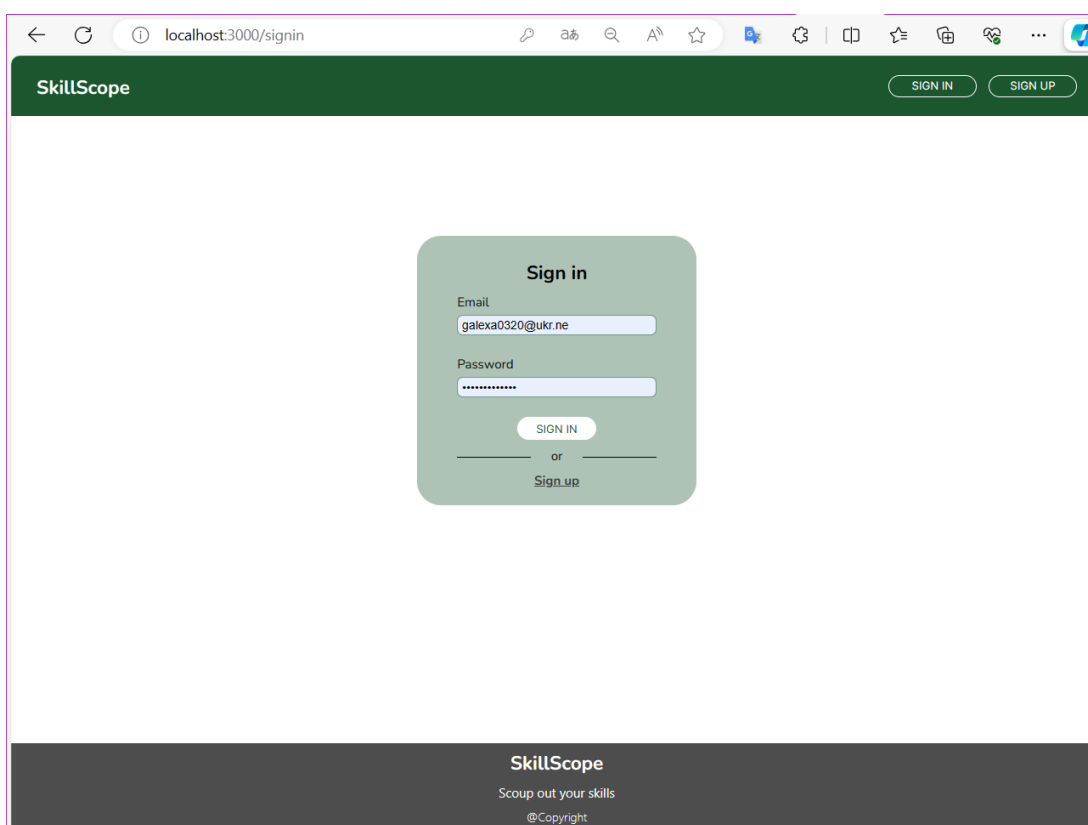 localhost:3000/signin
SkillScope
SIGN IN
SIGN UP
Sign in
Email
galexa0320@ukr.ne
Password
•••••••••••••
SIGN IN
or
Sign up
SkillScope
Scoup out your skills
@Copyright